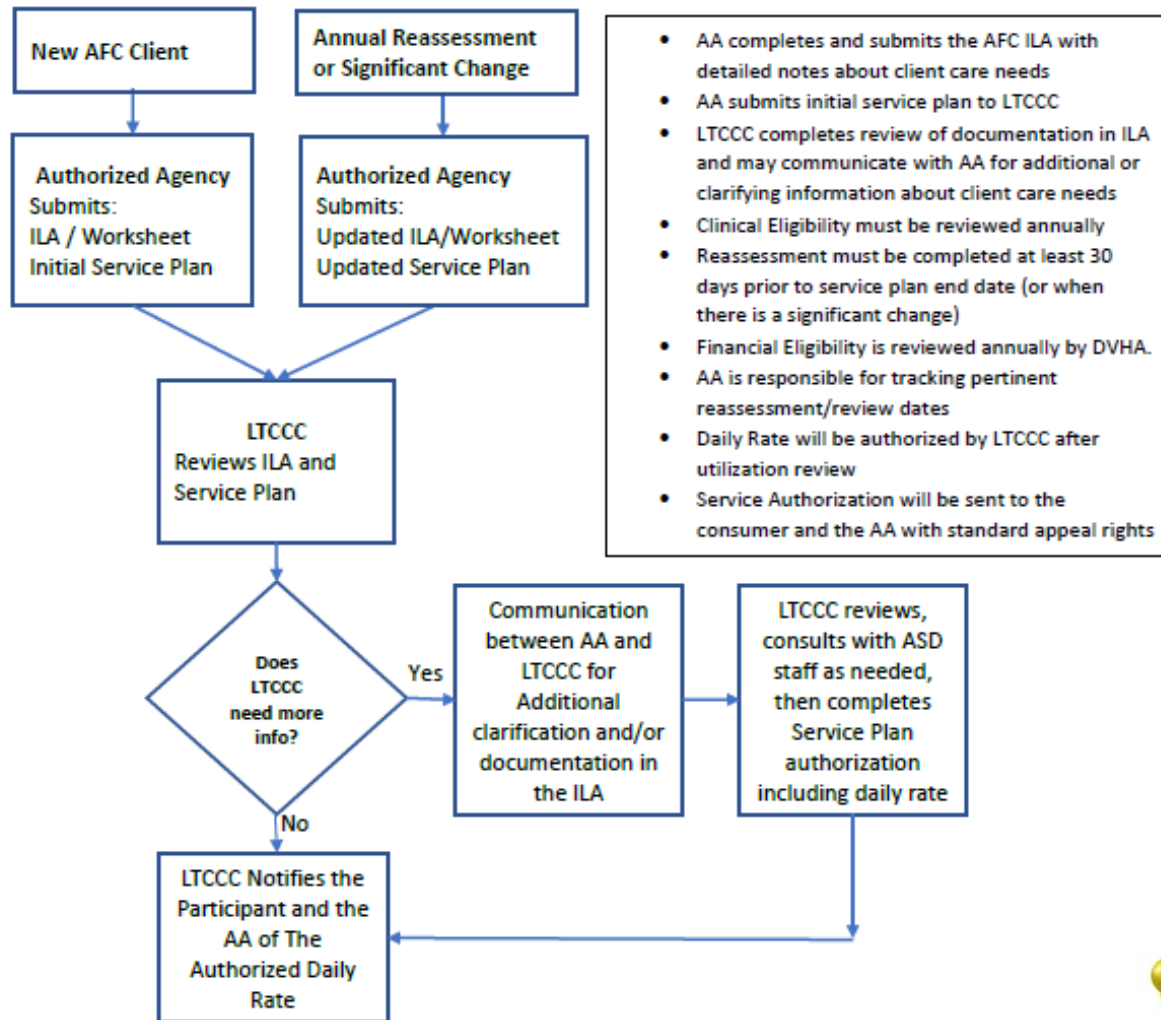 New AFC Client
Annual Reassessment
or Significant Change
Authorized Agency
Submits:
ILA / Worksheet
Initial Service Plan
Authorized Agency
Submits:
Updated ILA/Worksheet
Updated Service Plan
• AA completes and submits the AFC ILA with
detailed notes about client care needs
• AA submits initial service plan to LTCCC
• LTCCC completes review of documentation in ILA
and may communicate with AA for additional or
clarifying information about client care needs
• Clinical Eligibility must be reviewed annually
• Reassessment must be completed at least 30
days prior to service plan end date (or when
there is a significant change)
• Financial Eligibility is reviewed annually by DVHA.
• AA is responsible for tracking pertinent
reassessment/review dates
• Daily Rate will be authorized by LTCCC after
utilization review
• Service Authorization will be sent to the
consumer and the AA with standard appeal rights
LTCCC
Reviews ILA and
Service Plan
Does
LTCCC
need more
info?
Yes
Communication
between AA and
LTCCC for
Additional
clarification and/or
documentation in
the ILA
LTCCC reviews,
consults with ASD
staff as needed,
then completes
Service Plan
authorization
including daily rate
No
LTCCC Notifies the
Participant and the
AA of The
Authorized Daily
Rate